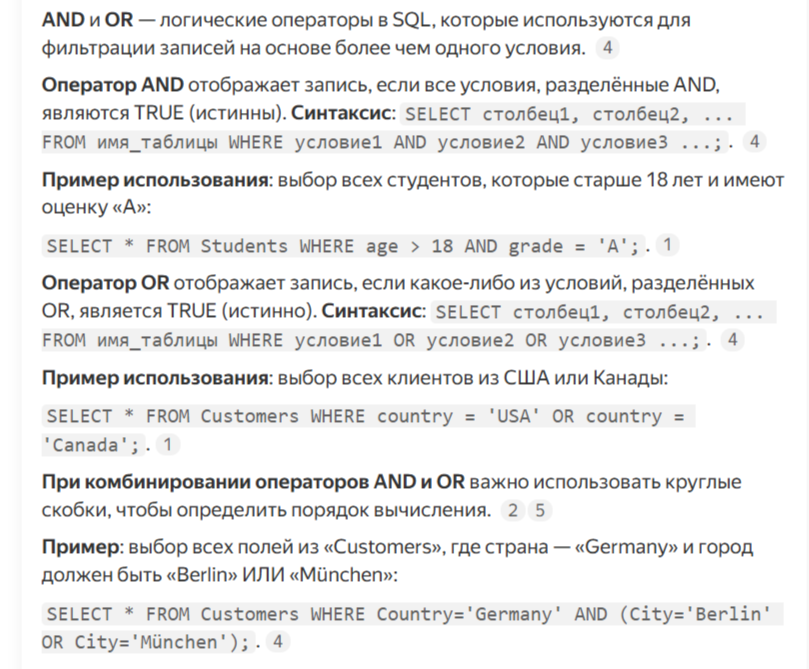 AND и OR — логические операторы в SQL, которые используются для
фильтрации записей на основе более чем одного условия. 4
Оператор AND отображает запись, если все условия, разделённые AND,
являются TRUE (истинны). Синтаксис: SELECT столбец1, столбец2, ...
FROM имя_таблицы WHERE условие1 AND условие2 AND условие3 ...;. 4
Пример использования: выбор всех студентов, которые старше 18 лет и имеют
оценку «A»:
SELECT * FROM Students WHERE age > 18 AND grade = 'A';. 1
Оператор OR отображает запись, если какое-либо из условий, разделённых
OR, является TRUE (истинно). Синтаксис: SELECT столбец1, столбец2, ...
FROM имя_таблицы WHERE условие1 OR условие2 OR условие3 ...;. 4
Пример использования: выбор всех клиентов из США или Канады:
SELECT * FROM Customers WHERE country = 'USA' OR country =
'Canada';. 1
При комбинировании операторов AND и OR важно использовать круглые
скобки, чтобы определить порядок вычисления. 2 5
Пример: выбор всех полей из «Customers», где страна — «Germany» и город
должен быть «Berlin» ИЛИ «München»:
SELECT * FROM Customers WHERE Country='Germany' AND (City='Berlin'
OR City='München');. 4